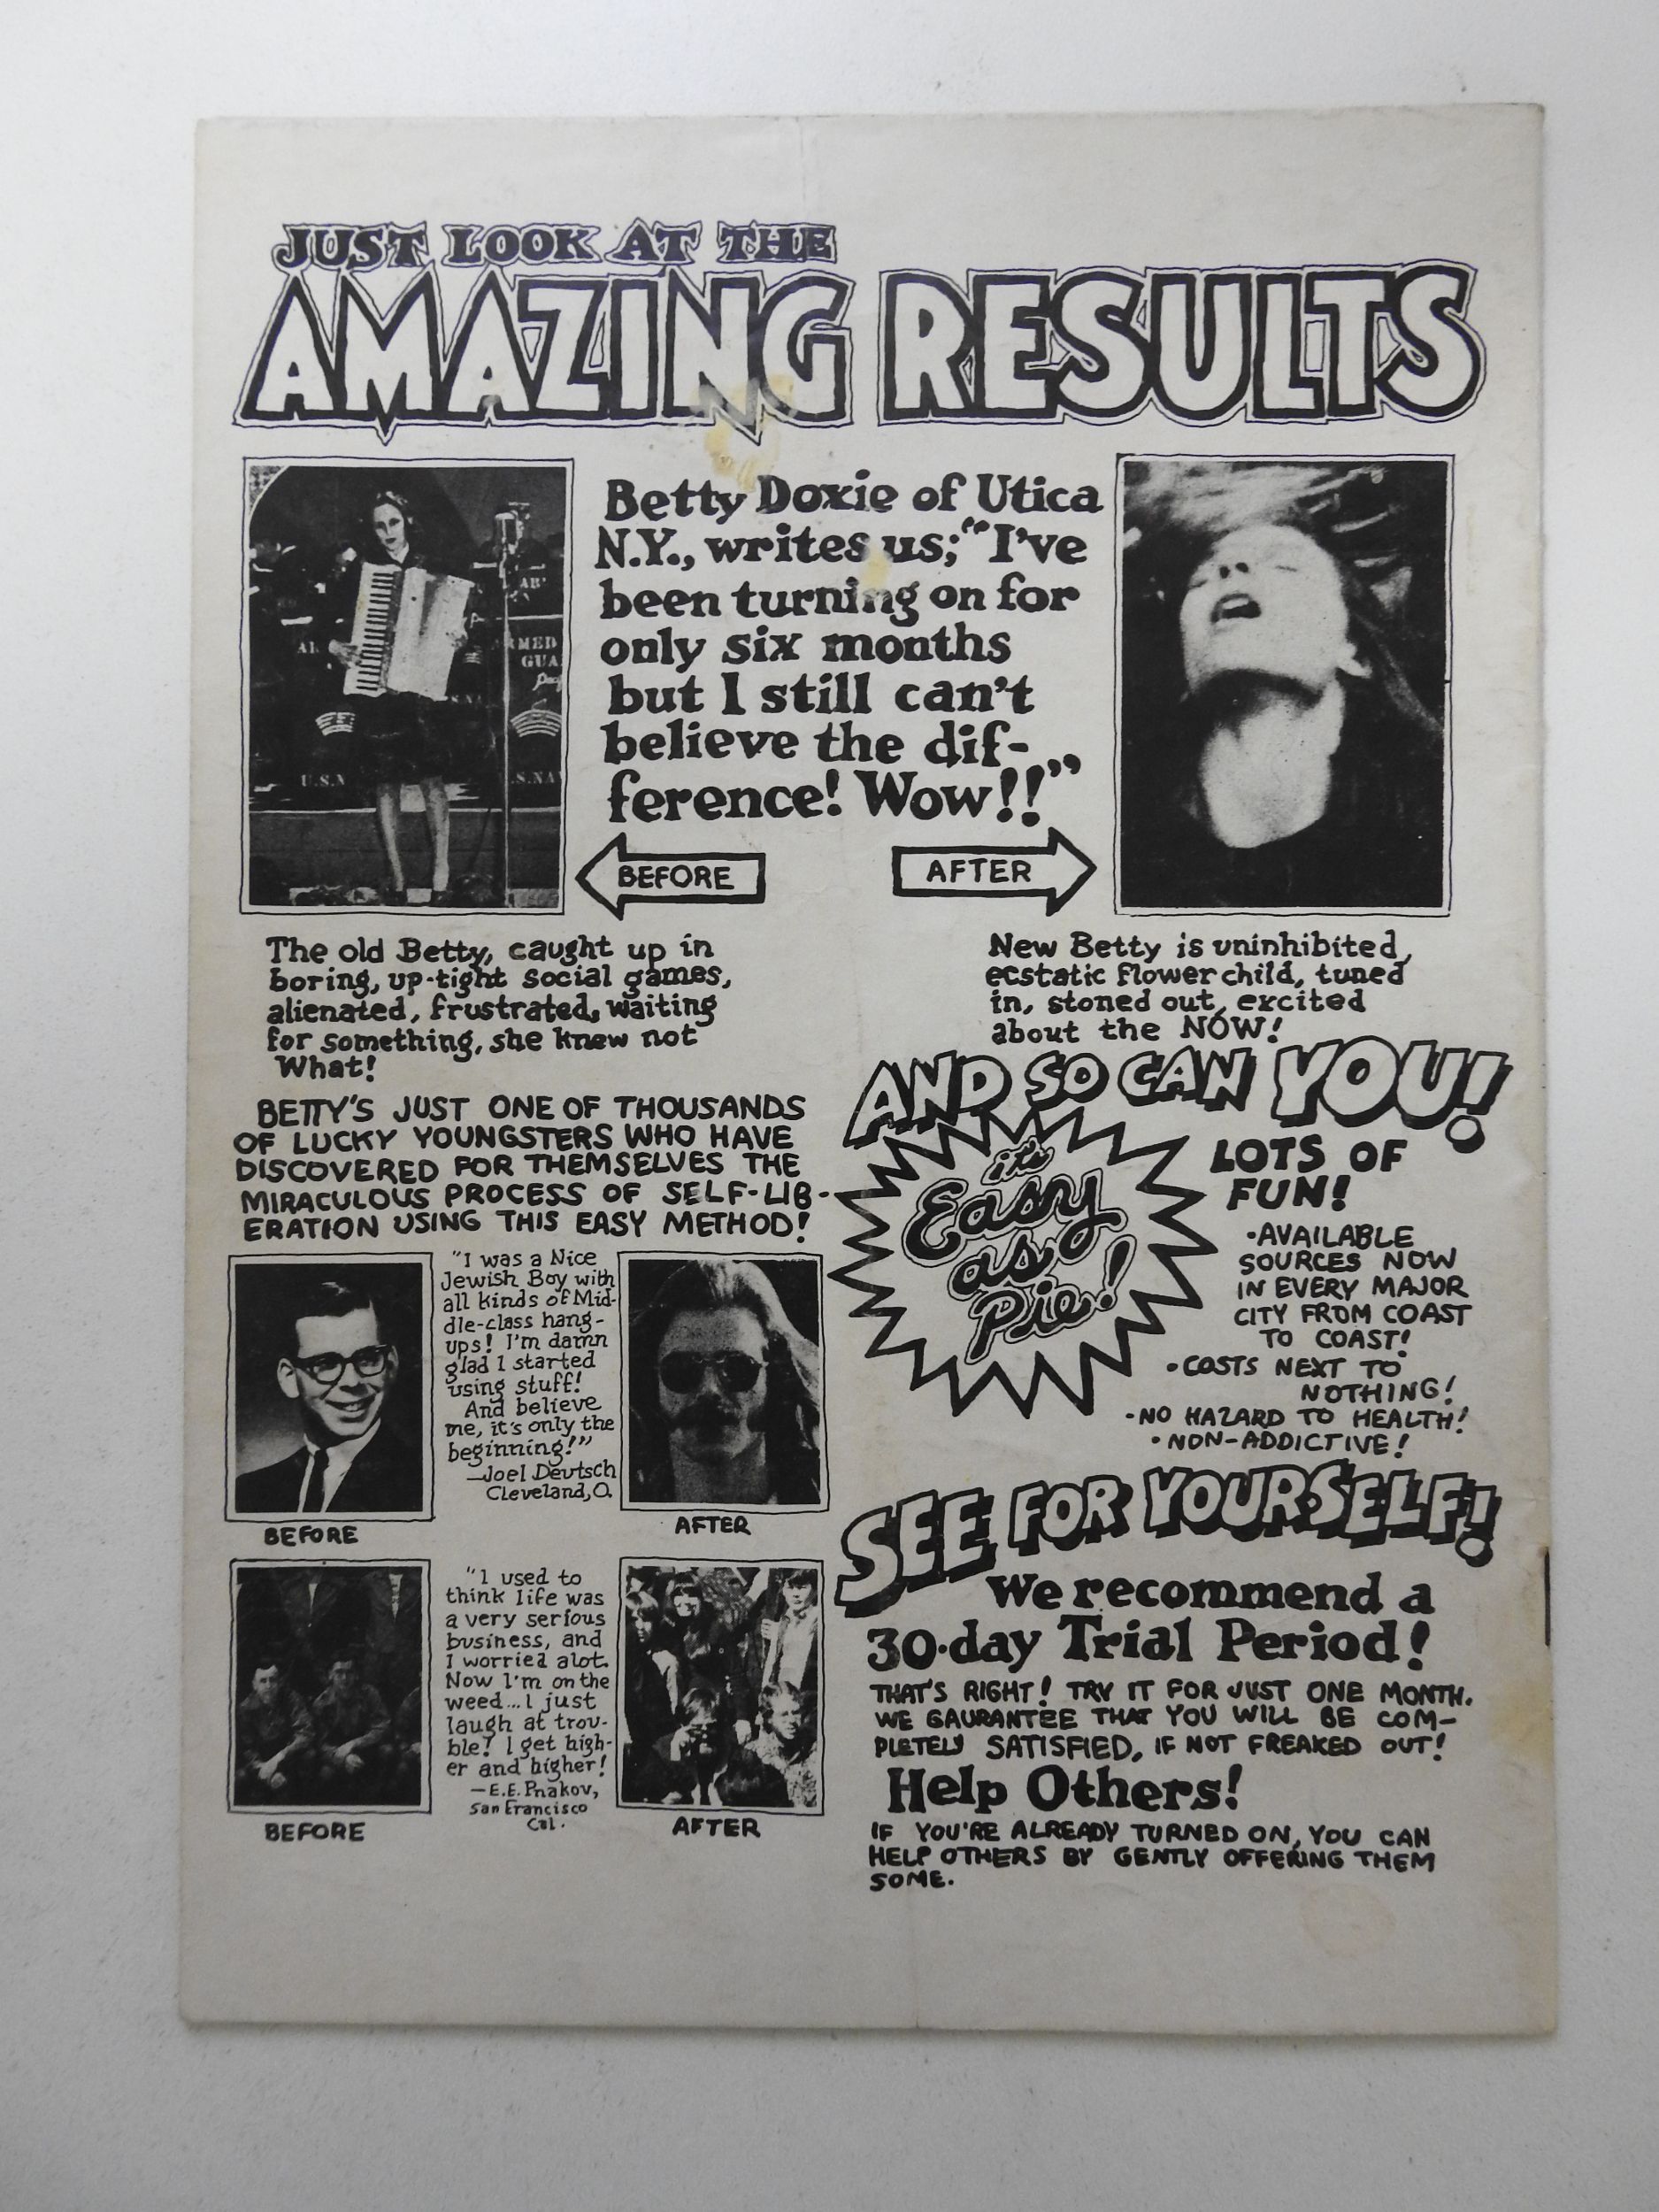 JUST LOOK AT THE
AMAZING RESULTS
Betty Doxie of Utica
N.Y., writes us; "I've
been turning on for
only six months
but I still can't
believe the dif-
ference! Wow!!"
BEFORE
AFTER
The old Betty, caught up in
boring, up-tight social games,
alienated, frustrated, waiting
for something, she knew not
What!
New Betty is uninhibited,
ecstatic flower child, tuned
in, stoned out, excited
about the NOW!
BETTY'S JUST ONE OF THOUSANDS
OF LUCKY YOUNGSTERS WHO HAVE
DISCOVERED FOR THEMSELVES THE
MIRACULOUS PROCESS OF SELF-LIB-
ERATION USING THIS EASY METHOD!
"I was a Nice
Jewish Boy with
all kinds of Mid-
dle-class hang-
ups! I'm damn
glad I started
using stuff!
And believe
me, it's only the
beginning!"
—Joel Deutsch
Cleveland, O.
BEFORE
AFTER
"I used to
think life was
a very serious
business, and
I worried alot.
Now I'm on the
weed... I just
laugh at trou-
ble! I get high-
er and higher!
—E.E. Pnakov,
San Francisco
Cal.
BEFORE
AFTER
AND SO CAN YOU!
it's
Easy
as
Pie!
LOTS OF
FUN!
•AVAILABLE
SOURCES NOW
IN EVERY MAJOR
CITY FROM COAST
TO COAST!
•COSTS NEXT TO
NOTHING!
•NO HAZARD TO HEALTH!
•NON-ADDICTIVE!
SEE FOR YOURSELF!
We recommend a
30-day Trial Period!
THAT'S RIGHT! TRY IT FOR JUST ONE MONTH.
WE GAURANTEE THAT YOU WILL BE COM-
PLETELY SATISFIED, IF NOT FREAKED OUT!
Help Others!
IF YOU'RE ALREADY TURNED ON, YOU CAN
HELP OTHERS BY GENTLY OFFERING THEM
SOME.